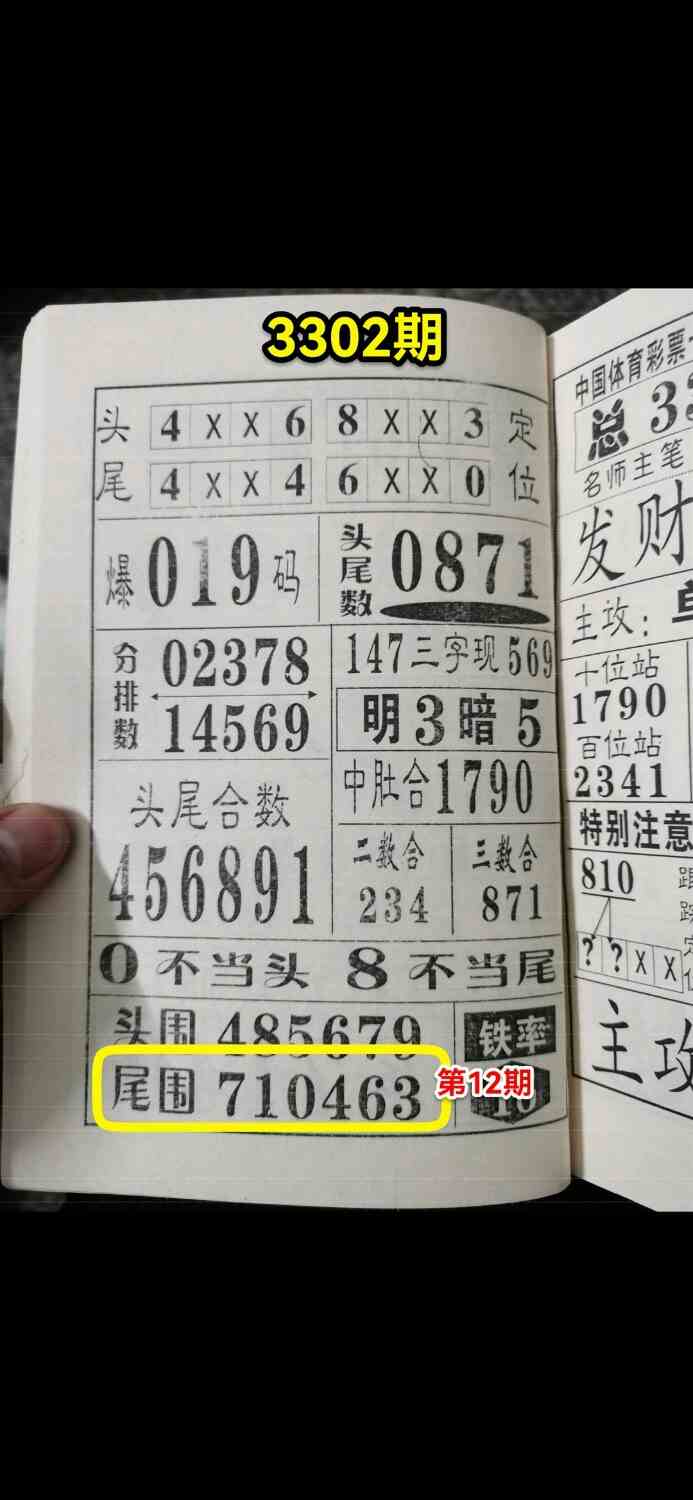 3302期
头 4 X X 6 8 X X 3 定
尾 4 X X 4 6 X X 0 位
爆 019 码
头尾数 0871
分排数
02378
14569
147三字现569
明3暗5
中肚合1790
头尾合数
456891
二数合
234
三数合
871
0不当头 8不当尾
头围 485679
尾围 710463
铁率
第12期
中国体育彩票
总 33
名师主笔
发财
主攻:
十位站
1790
百位站
2341
特别注意
810
? ? X X
主攻